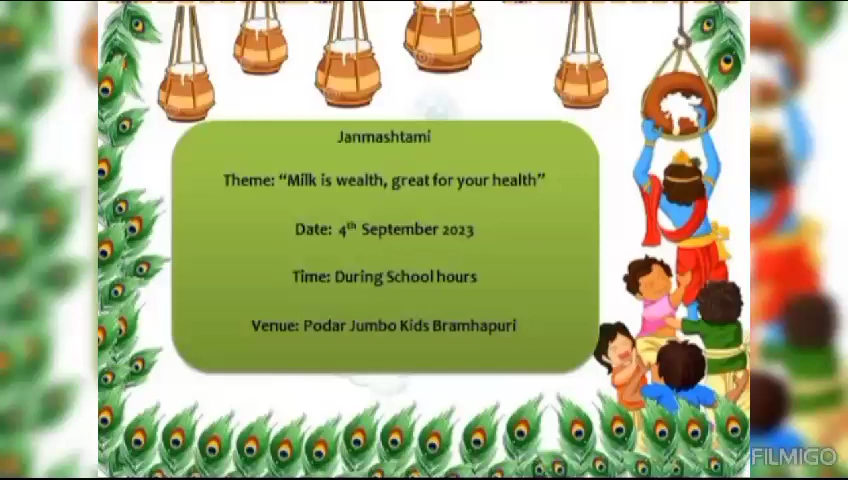 Janmashtami
Theme: “Milk is wealth, great for your health”
Date: 4th September 2023
Time: During School hours
Venue: Podar Jumbo Kids Bramhapuri
FILMIGO